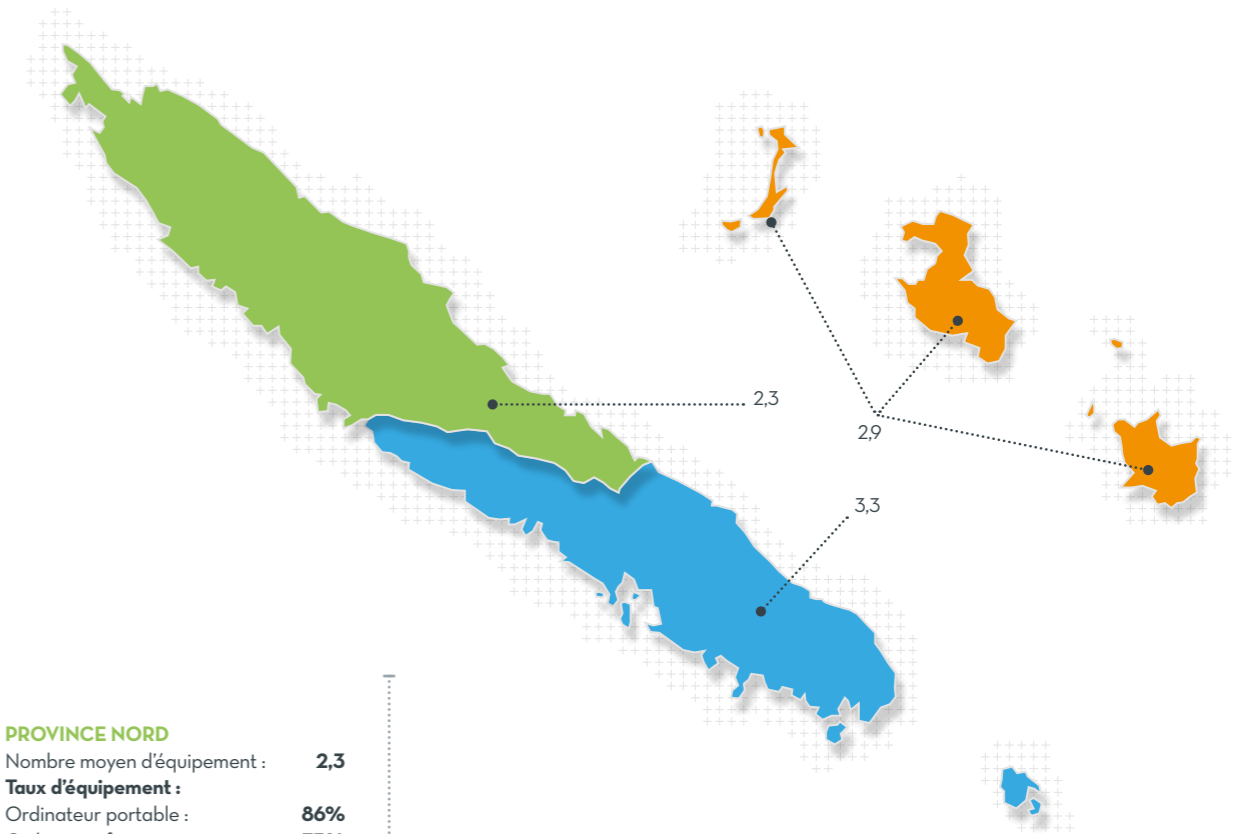 2,3
2,9
3,3
PROVINCE NORD
Nombre moyen d'équipement : 2,3
Taux d'équipement :
Ordinateur portable : 86%